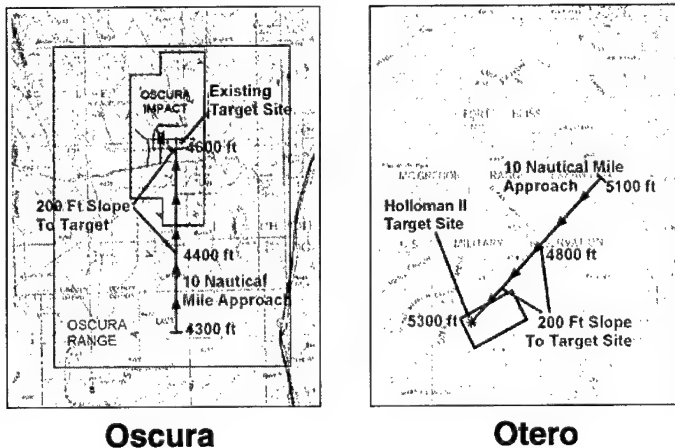 OSCURA
IMPACT
Existing
Target Site
4600 ft
200 Ft Slope
To Target
4400 ft
10 Nautical
Mile Approach
4300 ft
OSCURA
RANGE
Oscura
FORT BLISS
10 Nautical Mile
Approach
5100 ft
McGREGOR RANGE
Holloman II
Target Site
U.S. MILITARY
4800 ft
5300 ft
200 Ft Slope
To Target Site
Otero